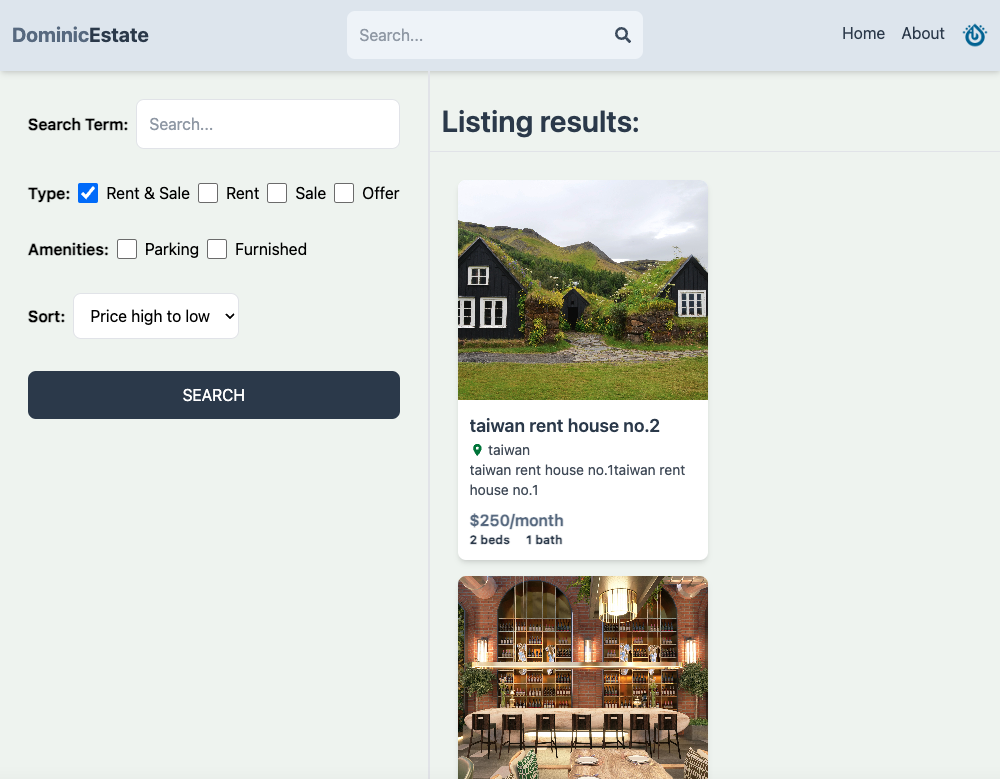 DominicEstate
Search...
Home About
Search Term: Search...
Type: Rent & Sale Rent Sale Offer
Amenities: Parking Furnished
Sort: Price high to low
SEARCH
Listing results:
taiwan rent house no.2
taiwan
taiwan rent house no.1taiwan rent
house no.1
$250/month
2 beds 1 bath